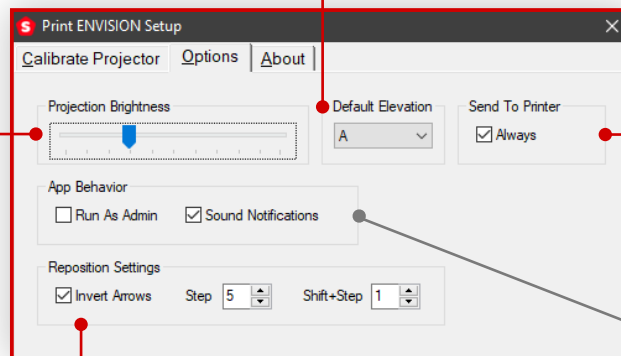 S Print ENVISION Setup
Calibrate Projector Options About
Projection Brightness Default Elevation Send To Printer
A Always
App Behavior
Run As Admin Sound Notifications
Reposition Settings
Invert Arrows Step 5 Shift+Step 1